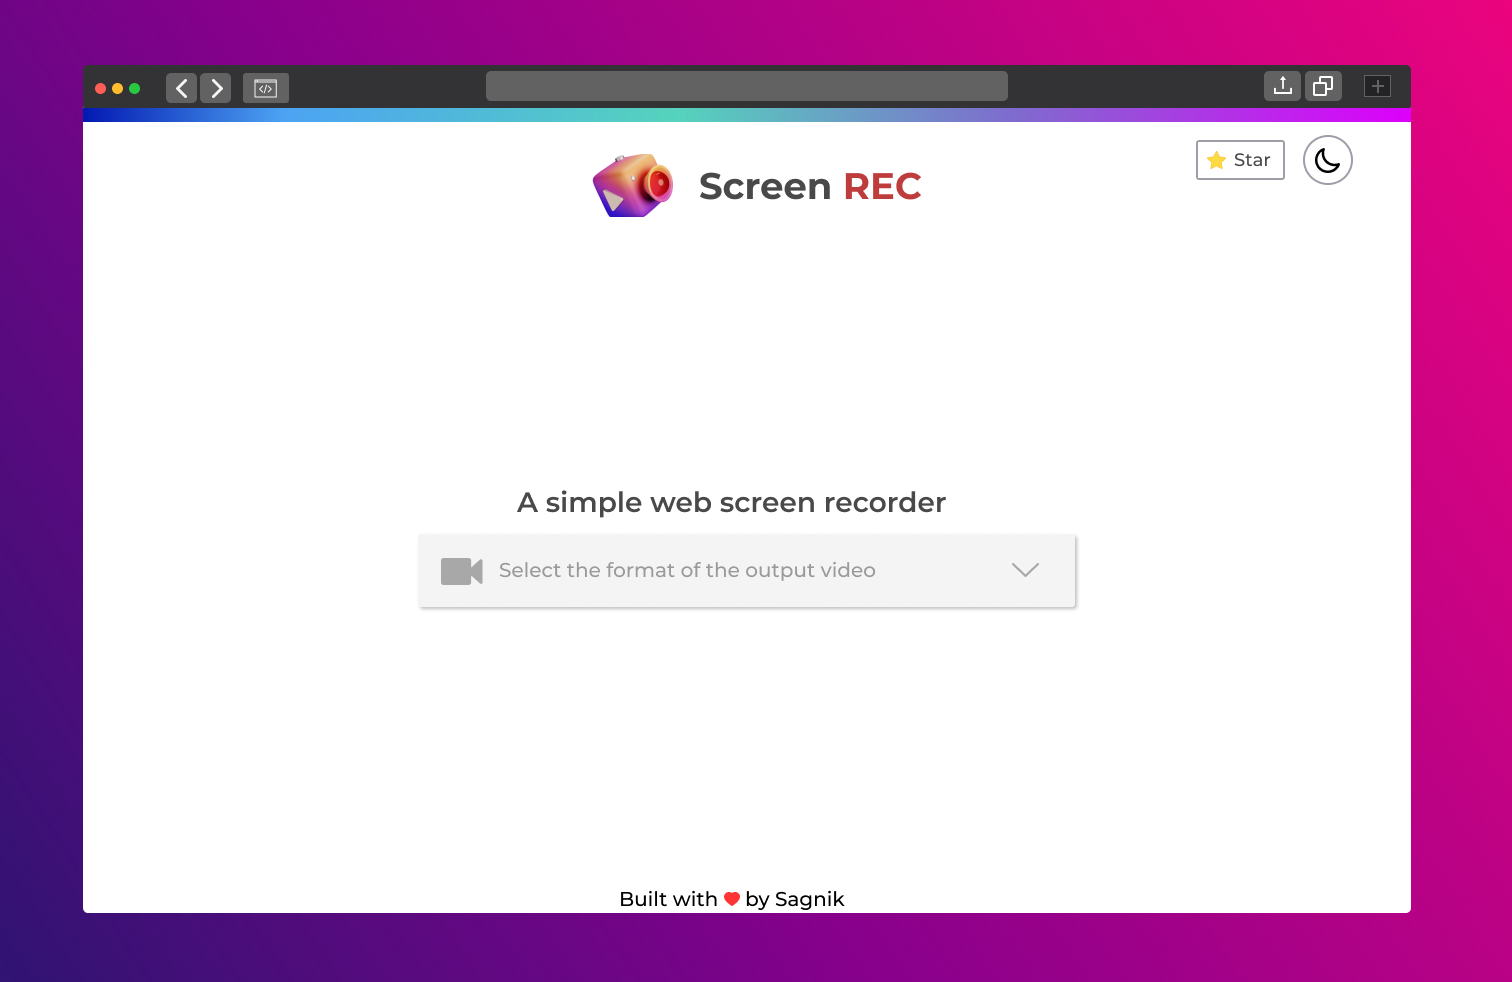 Screen REC
Star
A simple web screen recorder
Select the format of the output video
Built with ❤ by Sagnik